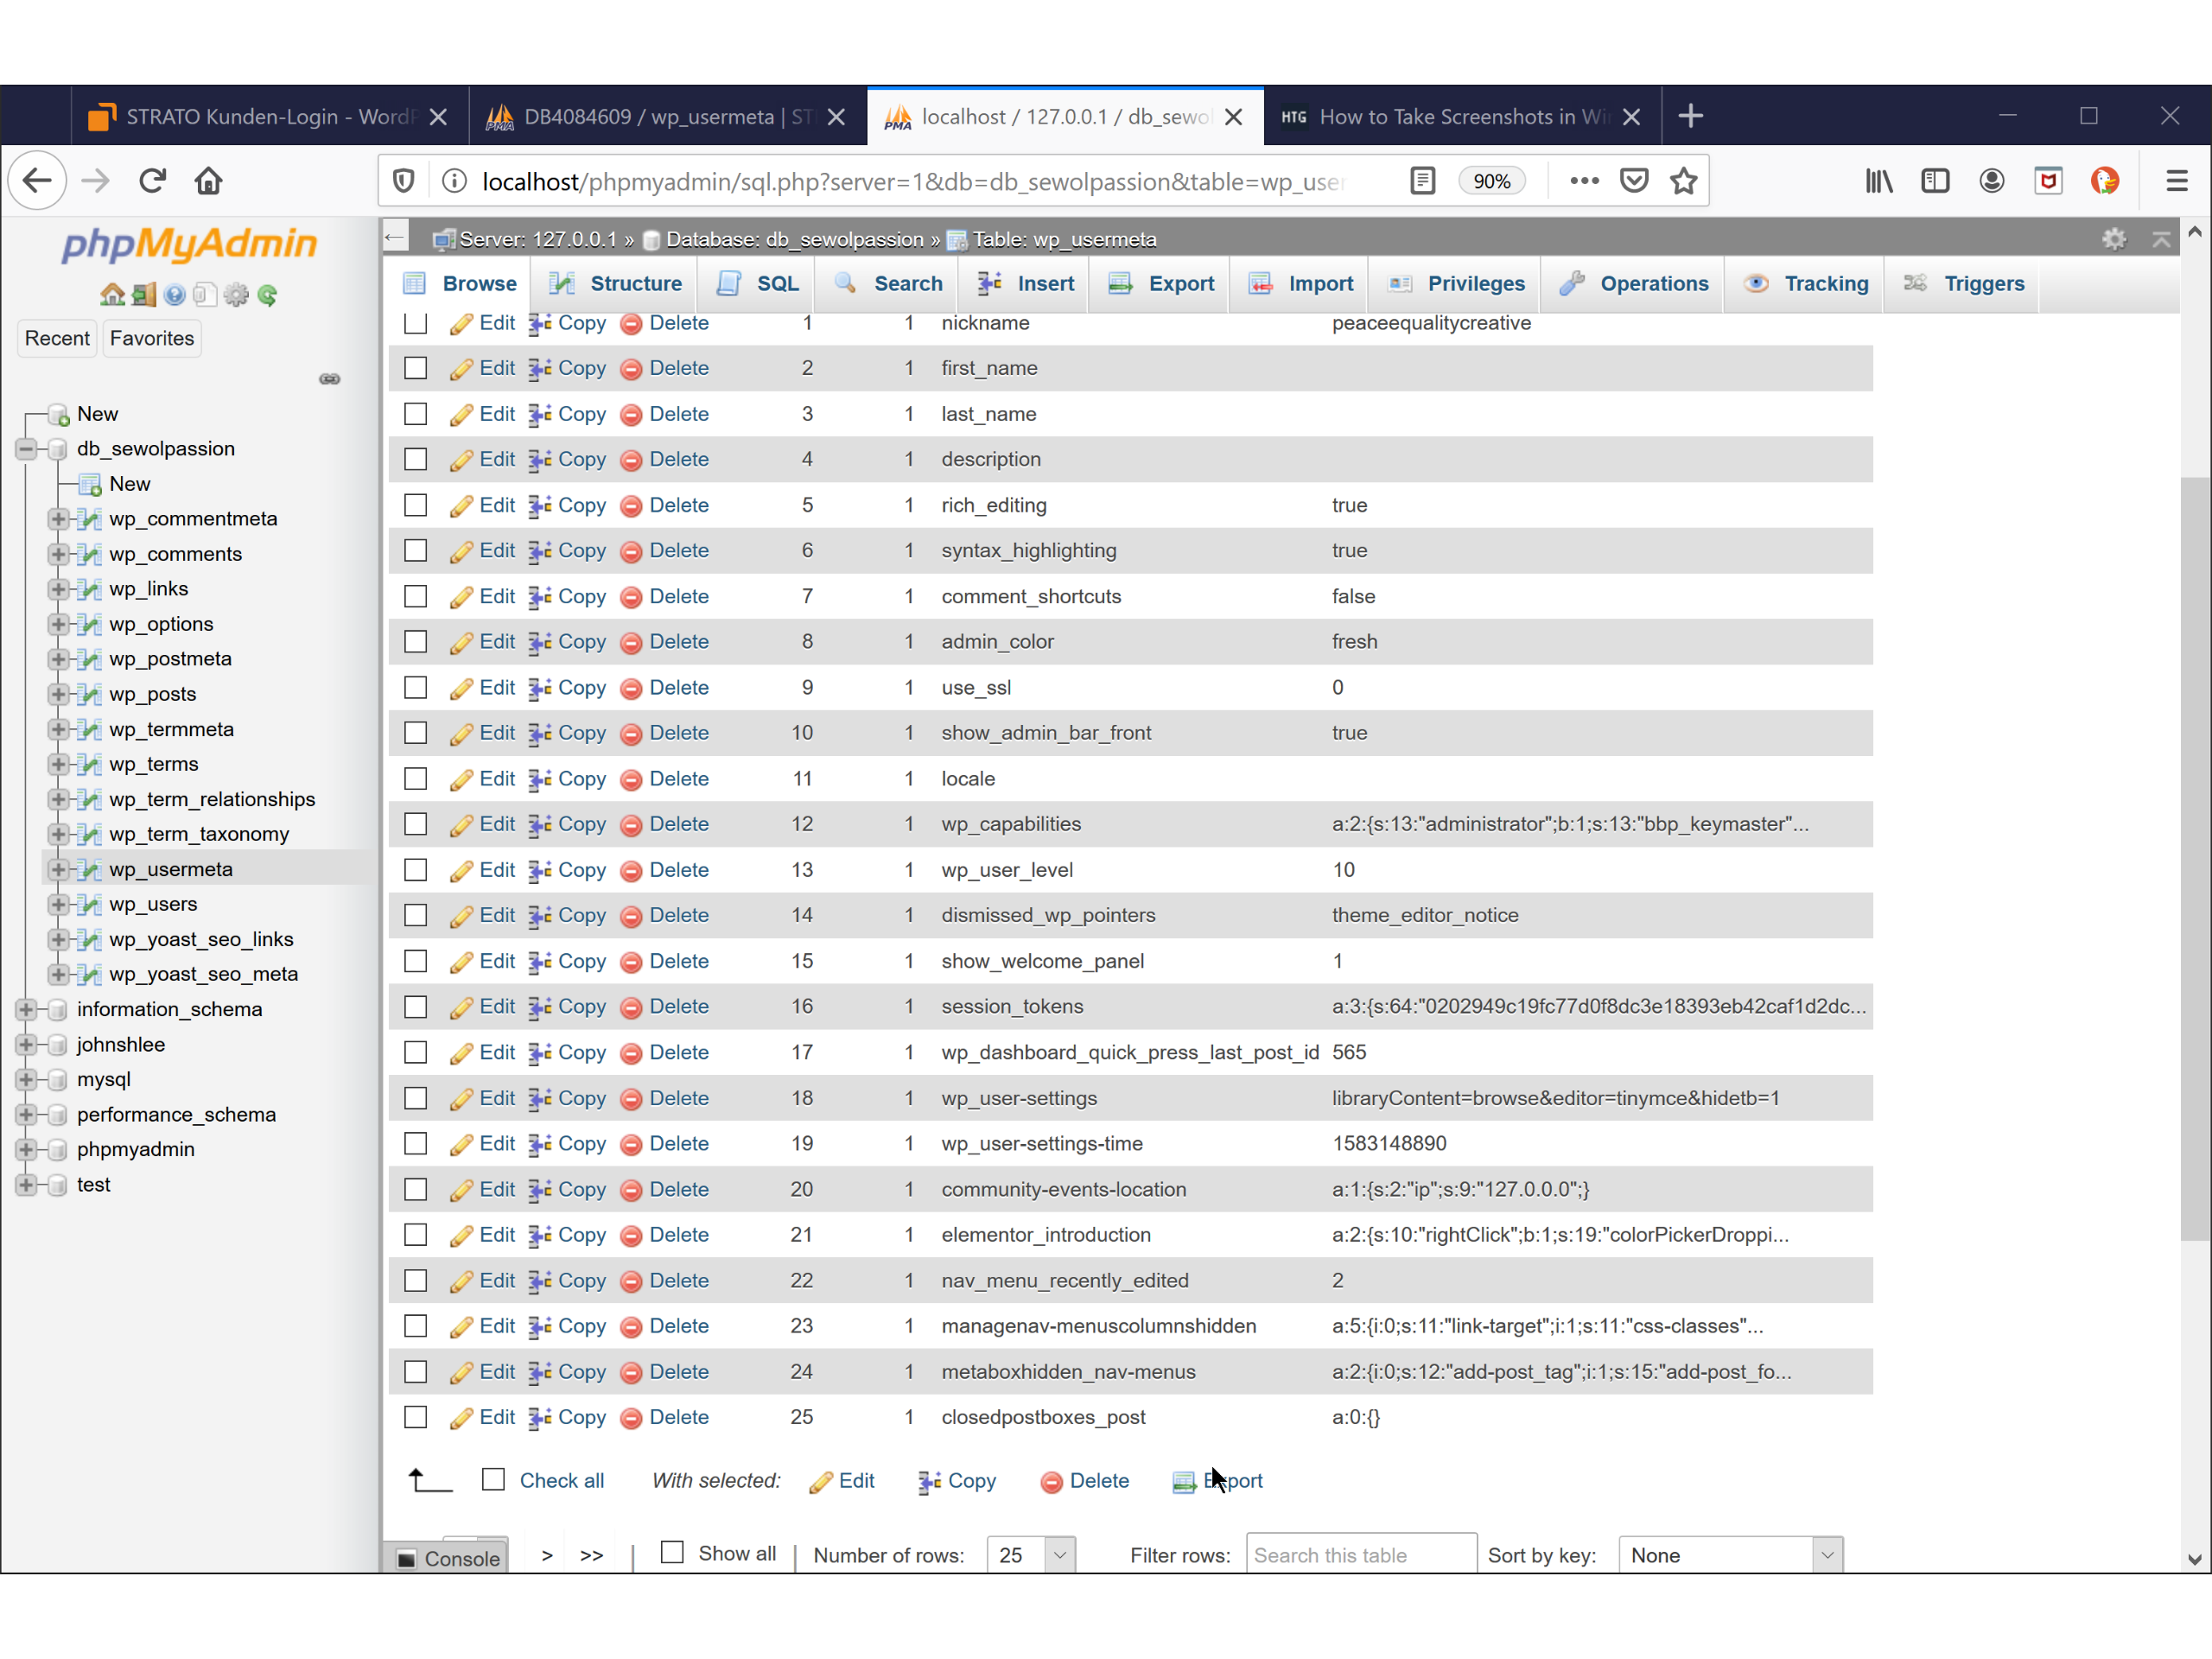 STRATO Kunden-Login - WordP
DB4084609 / wp_usermeta | ST
localhost / 127.0.0.1 / db_sewol
HTG How to Take Screenshots in Wi
localhost/phpmyadmin/sql.php?server=1&db=db_sewolpassion&table=wp_user
90%
phpMyAdmin
Recent Favorites
New
db_sewolpassion
New
wp_commentmeta
wp_comments
wp_links
wp_options
wp_postmeta
wp_posts
wp_termmeta
wp_terms
wp_term_relationships
wp_term_taxonomy
wp_usermeta
wp_users
wp_yoast_seo_links
wp_yoast_seo_meta
information_schema
johnshlee
mysql
performance_schema
phpmyadmin
test
Server: 127.0.0.1 » Database: db_sewolpassion » Table: wp_usermeta
Browse Structure SQL Search Insert Export Import Privileges Operations Tracking Triggers
Edit Copy Delete 1 1 nickname peaceequalitycreative
Edit Copy Delete 2 1 first_name
Edit Copy Delete 3 1 last_name
Edit Copy Delete 4 1 description
Edit Copy Delete 5 1 rich_editing true
Edit Copy Delete 6 1 syntax_highlighting true
Edit Copy Delete 7 1 comment_shortcuts false
Edit Copy Delete 8 1 admin_color fresh
Edit Copy Delete 9 1 use_ssl 0
Edit Copy Delete 10 1 show_admin_bar_front true
Edit Copy Delete 11 1 locale
Edit Copy Delete 12 1 wp_capabilities a:2:{s:13:"administrator";b:1;s:13:"bbp_keymaster"...
Edit Copy Delete 13 1 wp_user_level 10
Edit Copy Delete 14 1 dismissed_wp_pointers theme_editor_notice
Edit Copy Delete 15 1 show_welcome_panel 1
Edit Copy Delete 16 1 session_tokens a:3:{s:64:"0202949c19fc77d0f8dc3e18393eb42caf1d2dc...
Edit Copy Delete 17 1 wp_dashboard_quick_press_last_post_id 565
Edit Copy Delete 18 1 wp_user-settings libraryContent=browse&editor=tinymce&hidetb=1
Edit Copy Delete 19 1 wp_user-settings-time 1583148890
Edit Copy Delete 20 1 community-events-location a:1:{s:2:"ip";s:9:"127.0.0.0";}
Edit Copy Delete 21 1 elementor_introduction a:2:{s:10:"rightClick";b:1;s:19:"colorPickerDroppi...
Edit Copy Delete 22 1 nav_menu_recently_edited 2
Edit Copy Delete 23 1 managenav-menuscolumnshidden a:5:{i:0;s:11:"link-target";i:1;s:11:"css-classes"...
Edit Copy Delete 24 1 metaboxhidden_nav-menus a:2:{i:0;s:12:"add-post_tag";i:1;s:15:"add-post_fo...
Edit Copy Delete 25 1 closedpostboxes_post a:0:{}
Check all With selected: Edit Copy Delete Export
Console > >> | Show all | Number of rows: 25 Filter rows: Search this table Sort by key: None